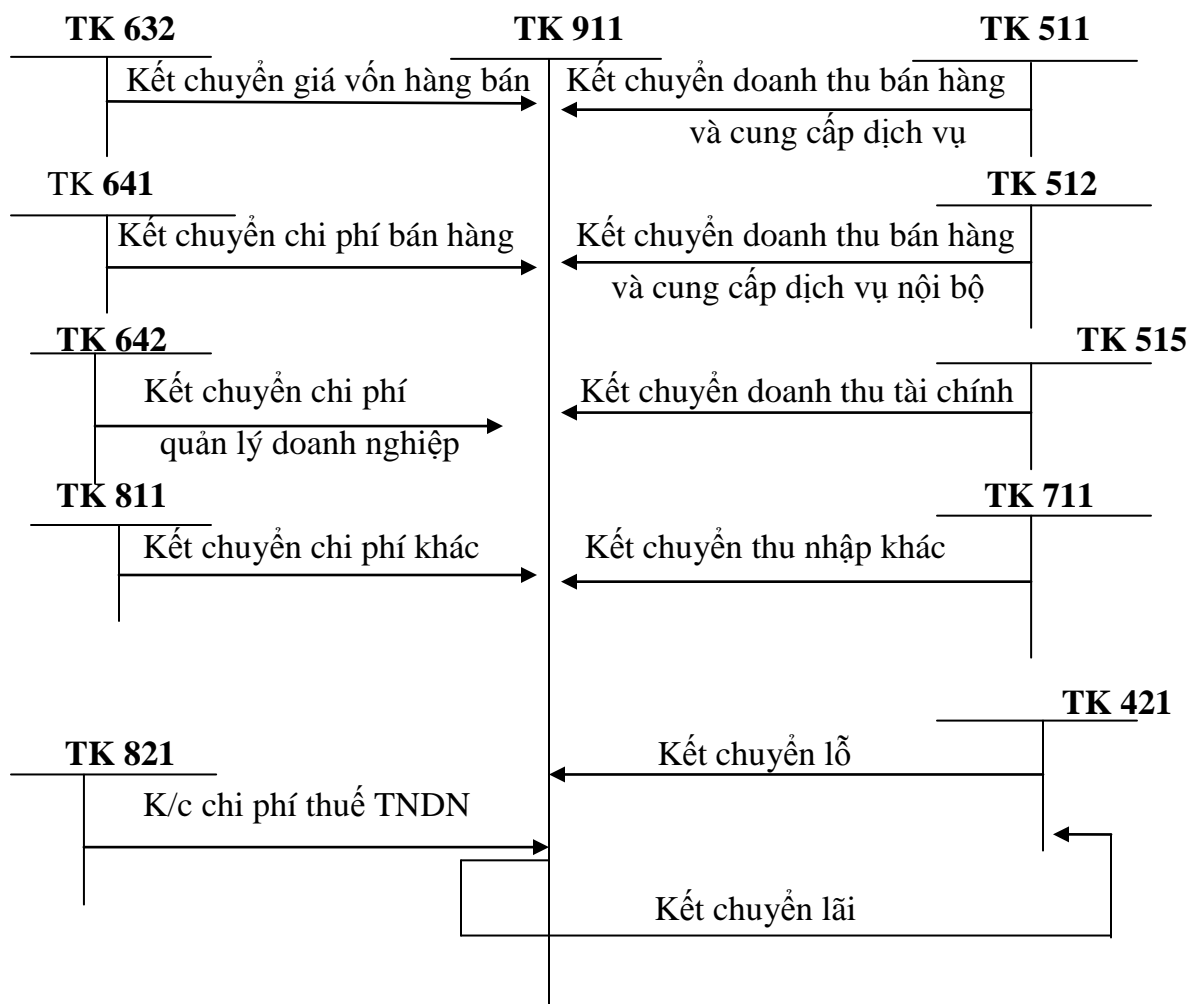 TK 632
TK 911
TK 511
Kết chuyển giá vốn hàng bán
Kết chuyển doanh thu bán hàng
và cung cấp dịch vụ
TK 641
TK 512
Kết chuyển chi phí bán hàng
Kết chuyển doanh thu bán hàng
và cung cấp dịch vụ nội bộ
TK 642
TK 515
Kết chuyển chi phí
quản lý doanh nghiệp
Kết chuyển doanh thu tài chính
TK 811
TK 711
Kết chuyển chi phí khác
Kết chuyển thu nhập khác
TK 421
TK 821
Kết chuyển lỗ
K/c chi phí thuế TNDN
Kết chuyển lãi